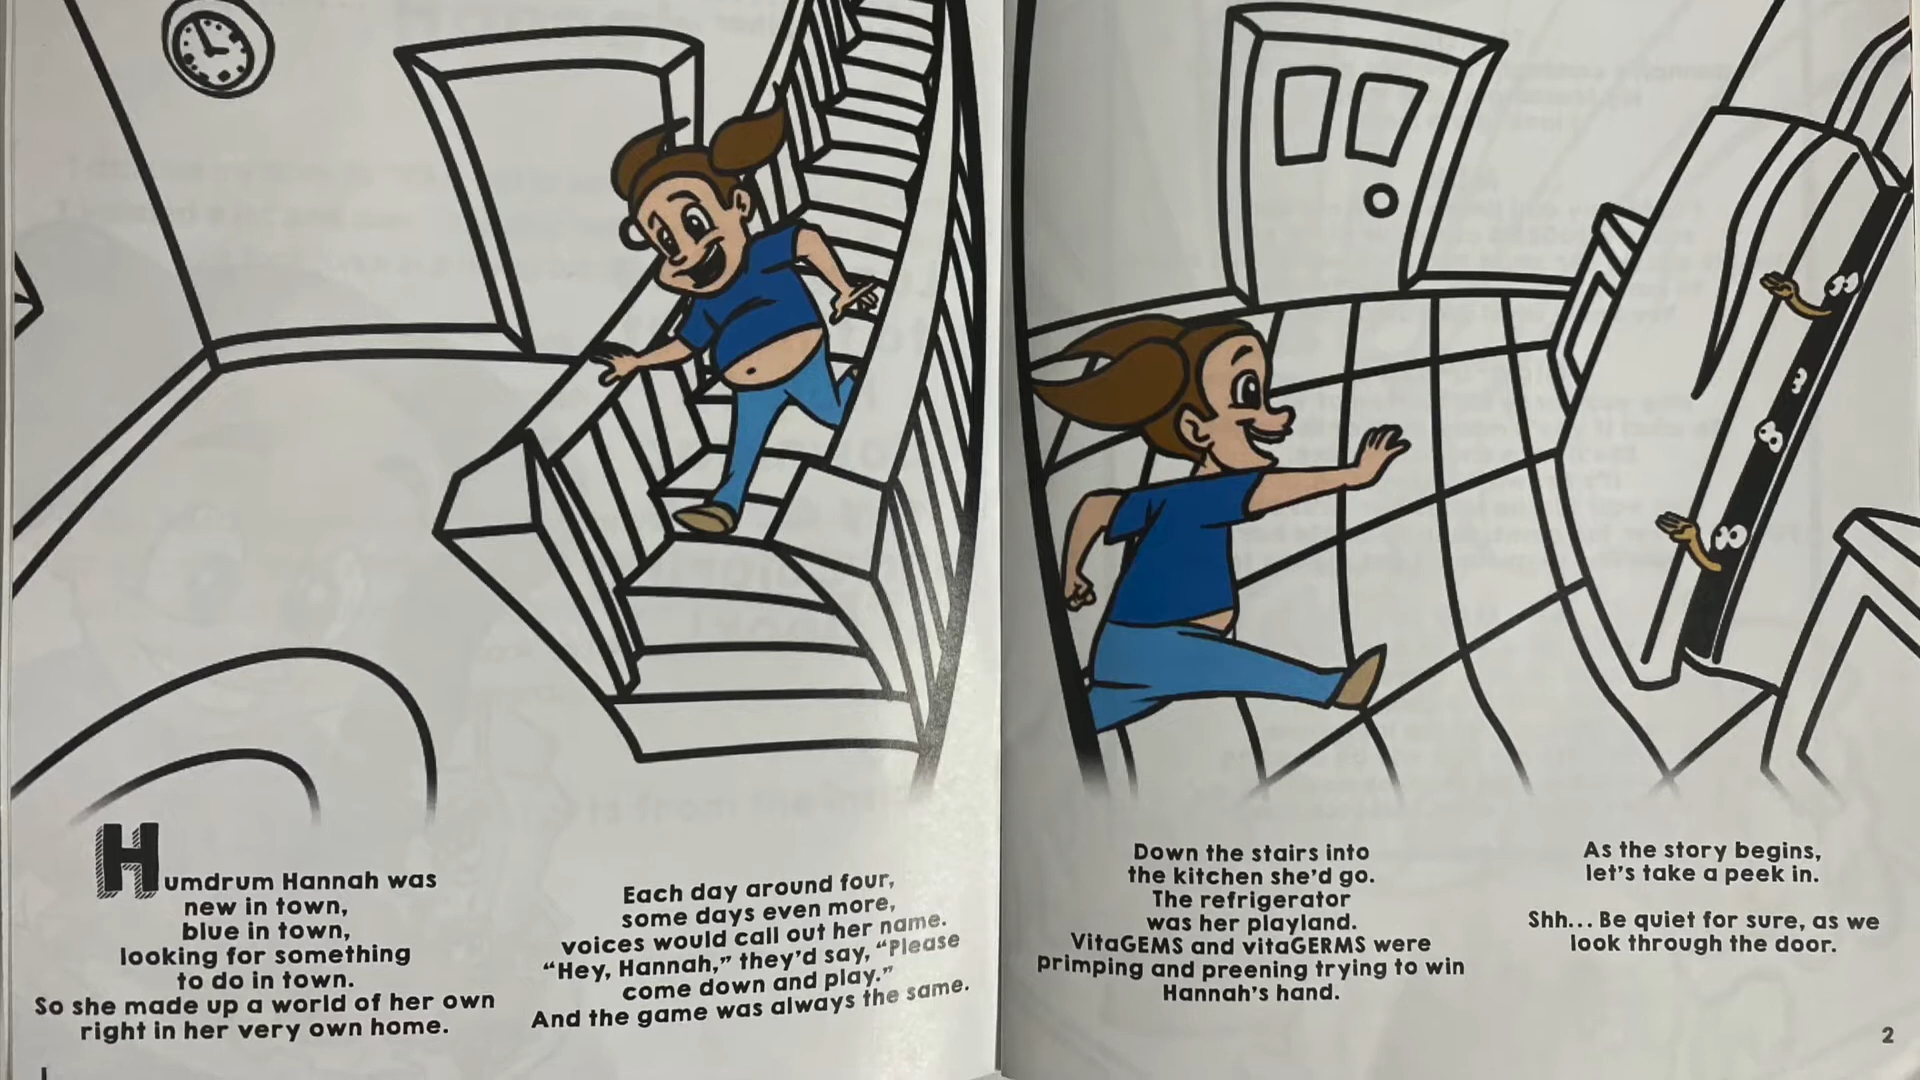 Humdrum Hannah was
new in town,
blue in town,
looking for something
to do in town.
So she made up a world of her own
right in her very own home.
Each day around four,
some days even more,
voices would call out her name.
“Hey, Hannah,” they’d say, “Please
come down and play.”
And the game was always the same.
Down the stairs into
the kitchen she’d go.
The refrigerator
was her playland.
VitaGEMS and vitaGERMS were
primping and preening trying to win
Hannah’s hand.
As the story begins,
let’s take a peek in.
Shh... Be quiet for sure, as we
look through the door.
2